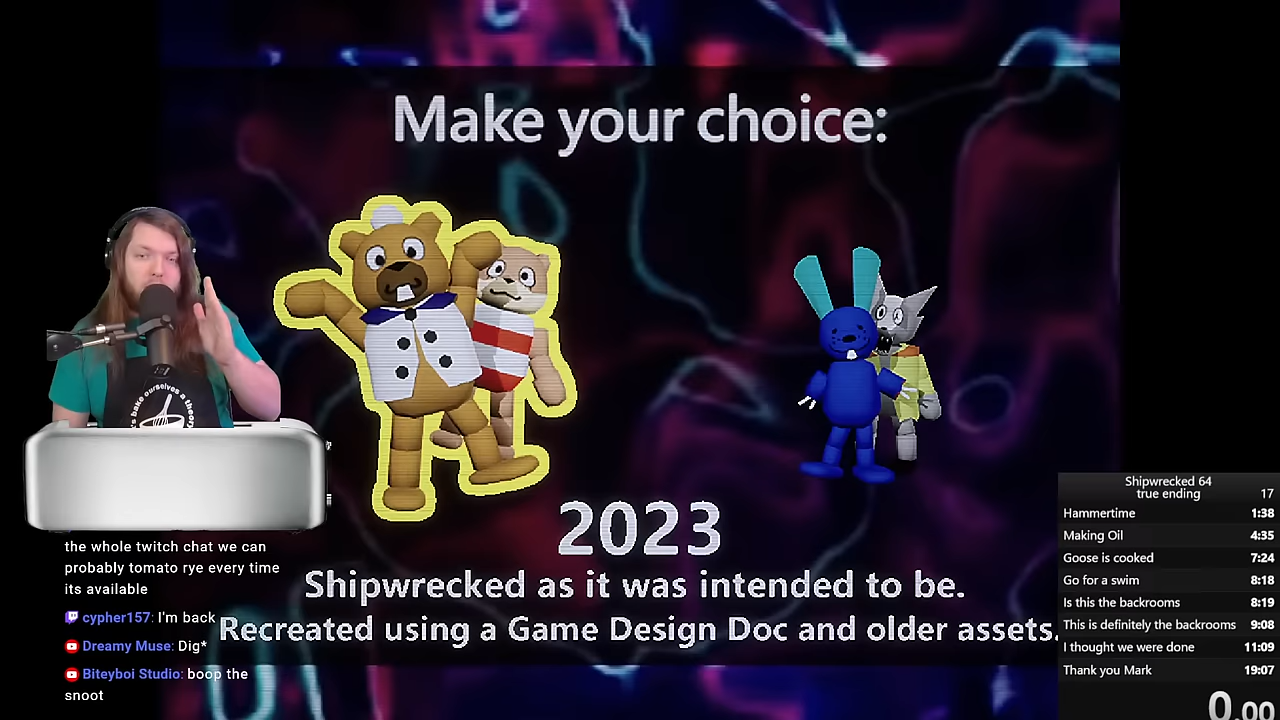 Make your choice:
2023
Shipwrecked as it was intended to be.
Recreated using a Game Design Doc and older assets.
bake ourselves a theory
the whole twitch chat we can
probably tomato rye every time
its available
cypher157: I'm back
Dreamy Muse: Dig*
Biteyboi Studio: boop the
snoot
Shipwrecked 64
true ending 17
Hammertime 1:38
Making Oil 4:35
Goose is cooked 7:24
Go for a swim 8:18
Is this the backrooms 8:19
This is definitely the backrooms 9:08
I thought we were done 11:09
Thank you Mark 19:07
0.00